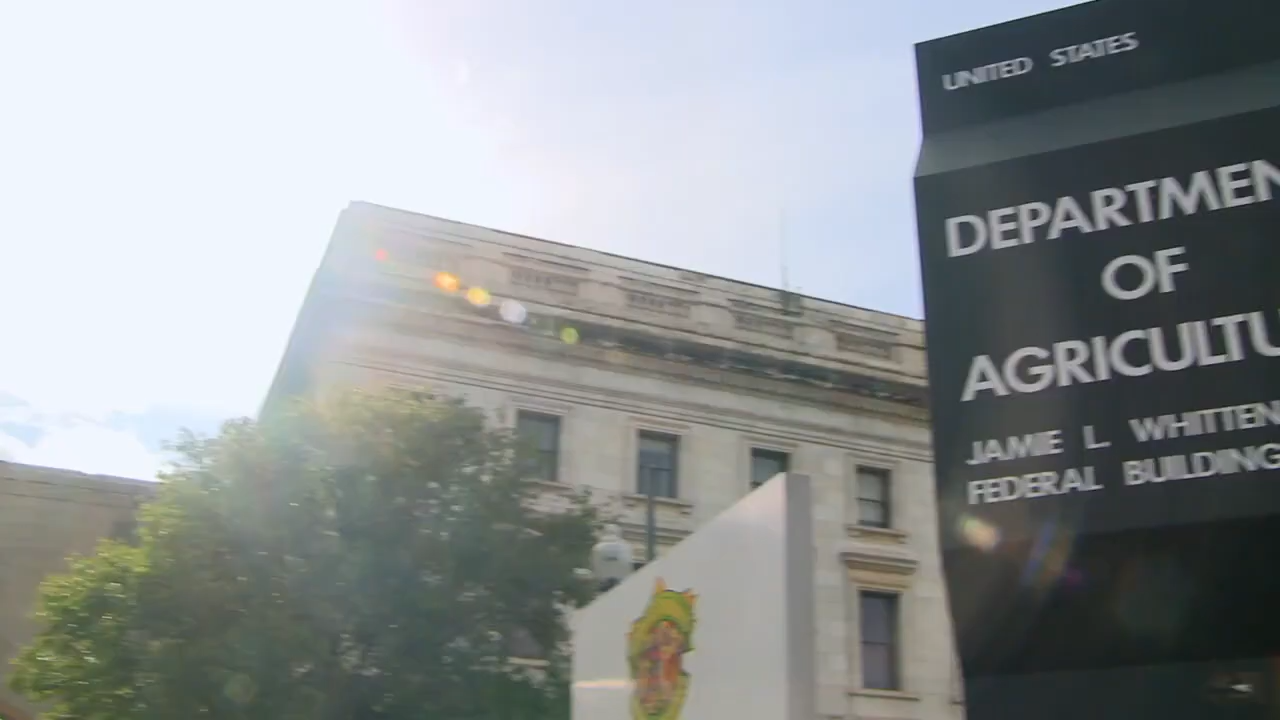 UNITED STATES
DEPARTMEN
OF
AGRICULTU
JAMIE L. WHITTEN
FEDERAL BUILDING